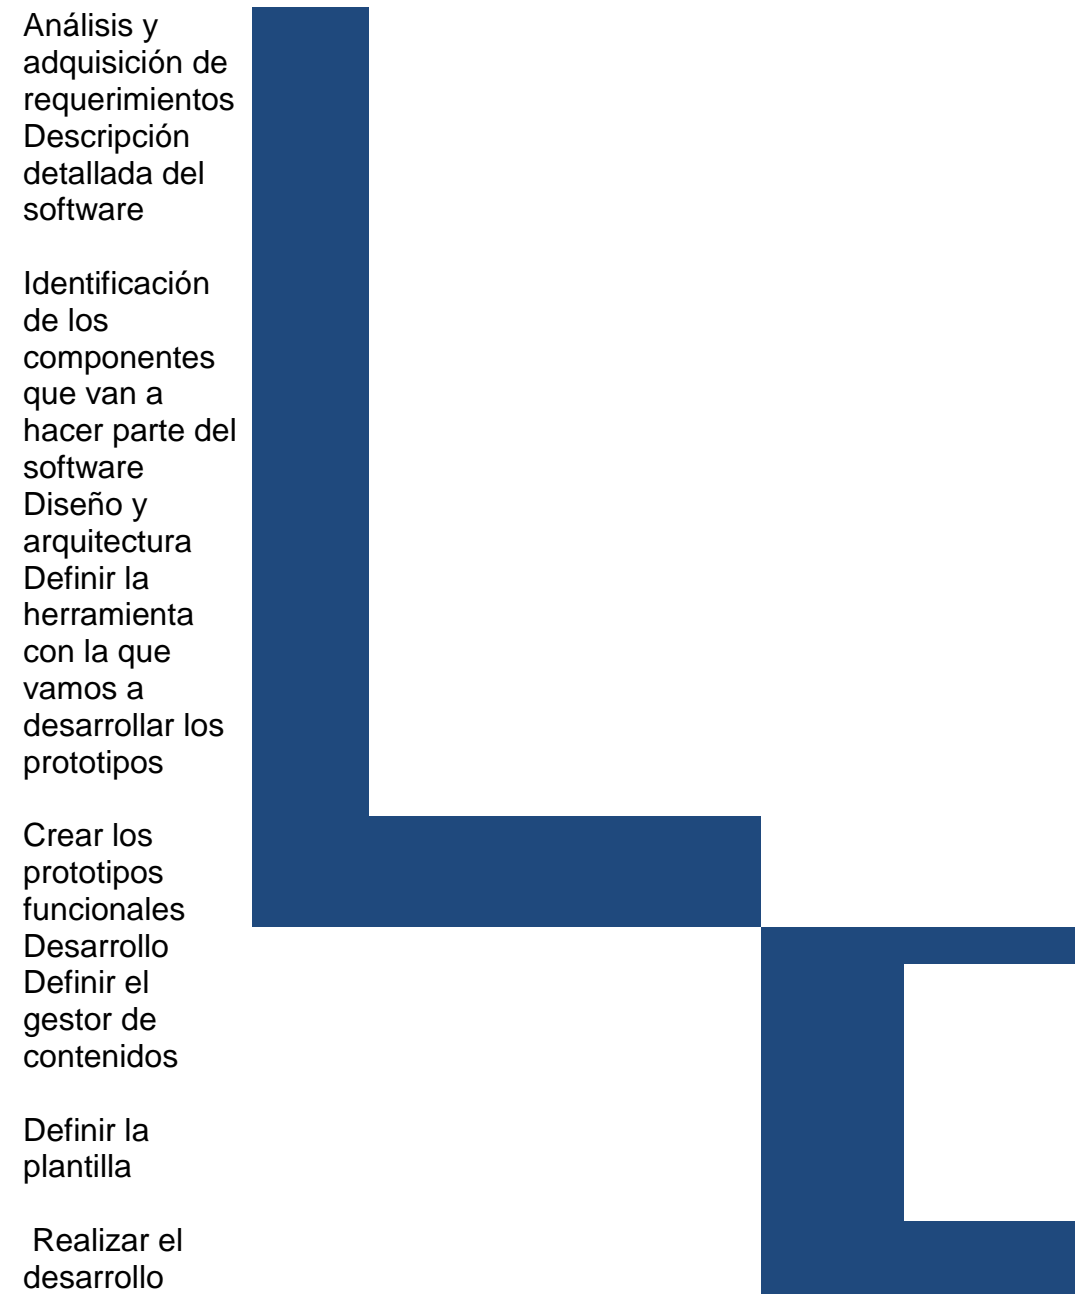 Análisis y
adquisición de
requerimientos
Descripción
detallada del
software
Identificación
de los
componentes
que van a
hacer parte del
software
Diseño y
arquitectura
Definir la
herramienta
con la que
vamos a
desarrollar los
prototipos
Crear los
prototipos
funcionales
Desarrollo
Definir el
gestor de
contenidos
Definir la
plantilla
Realizar el
desarrollo